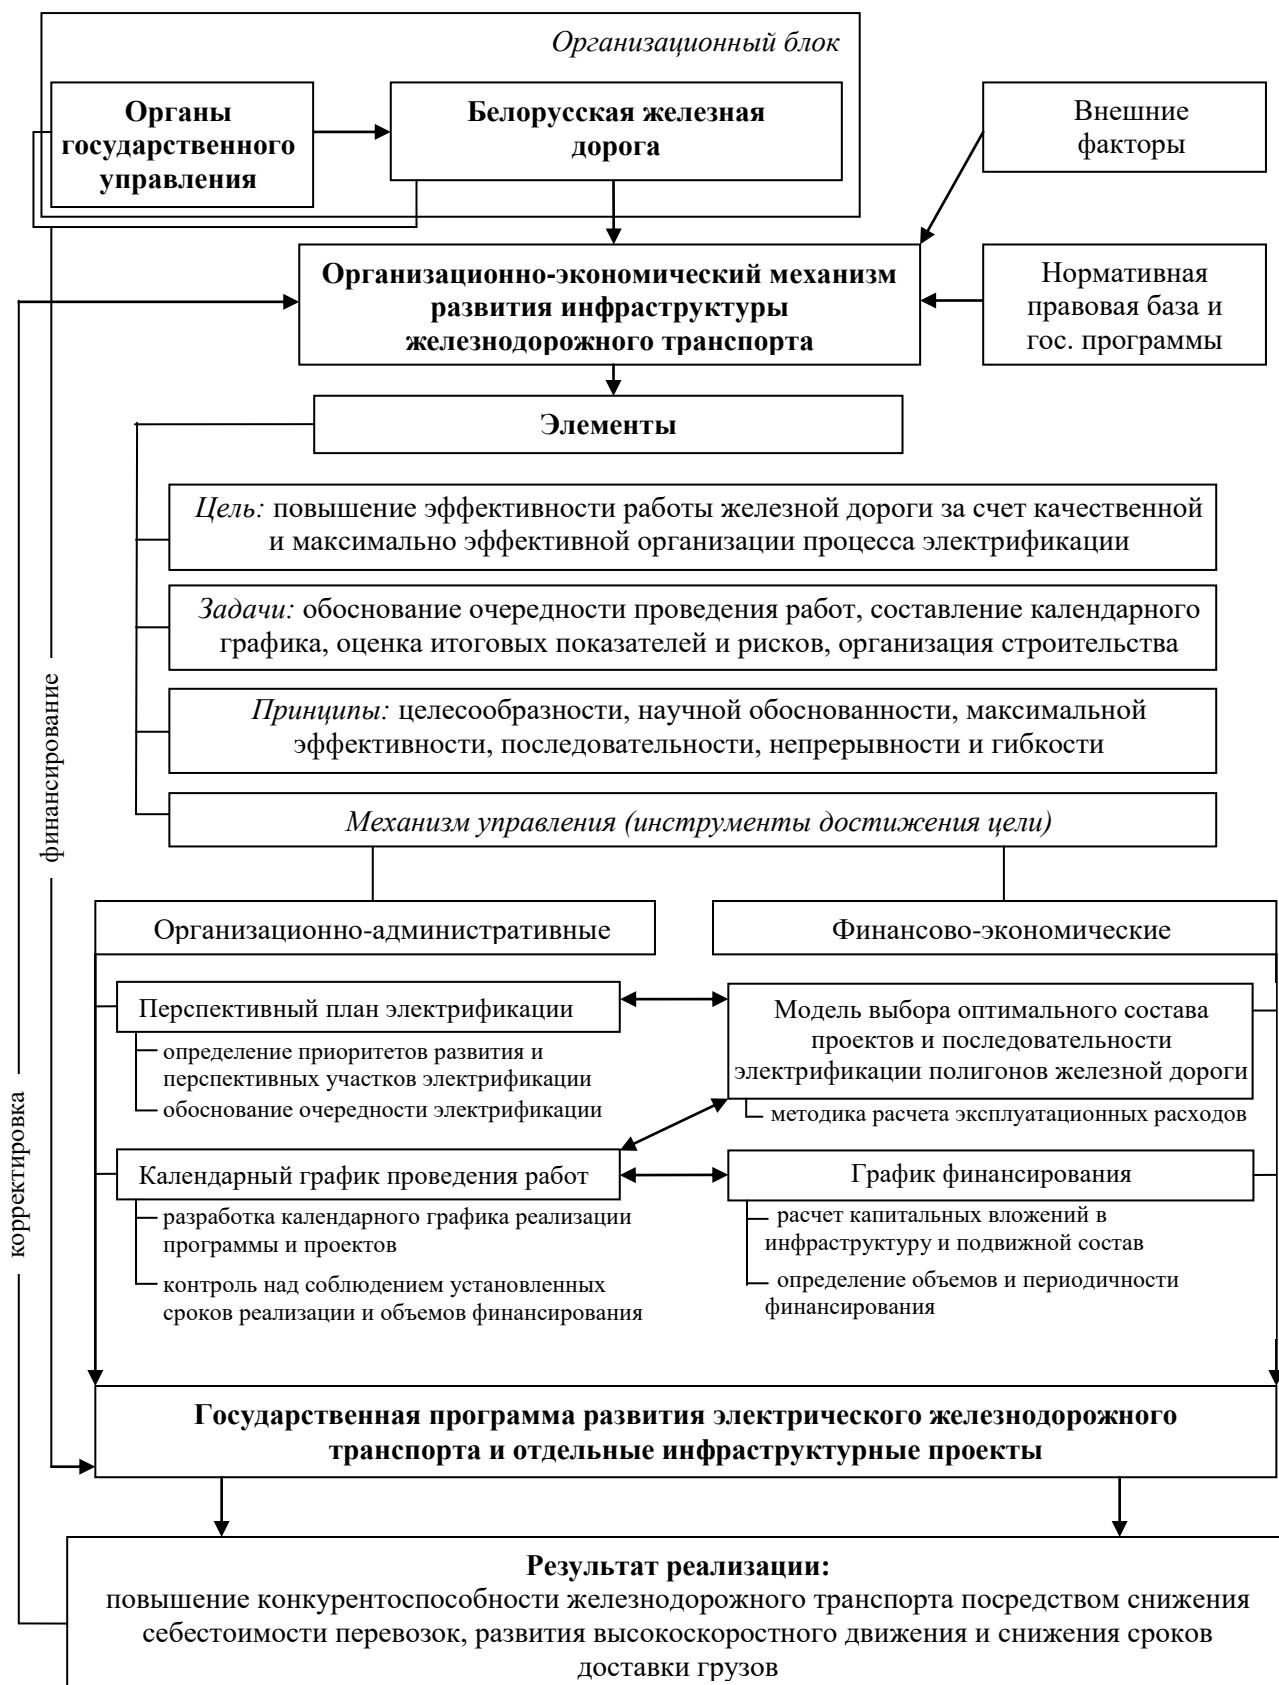 Организационный блок
Органы
государственного
управления
Белорусская железная
дорога
Внешние
факторы
Организационно-экономический механизм
развития инфраструктуры
железнодорожного транспорта
Нормативная
правовая база и
гос. программы
Элементы
Цель: повышение эффективности работы железной дороги за счет качественной
и максимально эффективной организации процесса электрификации
Задачи: обоснование очередности проведения работ, составление календарного
графика, оценка итоговых показателей и рисков, организация строительства
Принципы: целесообразности, научной обоснованности, максимальной
эффективности, последовательности, непрерывности и гибкости
Механизм управления (инструменты достижения цели)
финансирование
корректировка
Организационно-административные
Перспективный план электрификации
определение приоритетов развития и
перспективных участков электрификации
обоснование очередности электрификации
Календарный график проведения работ
разработка календарного графика реализации
программы и проектов
контроль над соблюдением установленных
сроков реализации и объемов финансирования
Финансово-экономические
Модель выбора оптимального состава
проектов и последовательности
электрификации полигонов железной дороги
методика расчета эксплуатационных расходов
График финансирования
расчет капитальных вложений в
инфраструктуру и подвижной состав
определение объемов и периодичности
финансирования
Государственная программа развития электрического железнодорожного
транспорта и отдельные инфраструктурные проекты
Результат реализации:
повышение конкурентоспособности железнодорожного транспорта посредством снижения
себестоимости перевозок, развития высокоскоростного движения и снижения сроков
доставки грузов